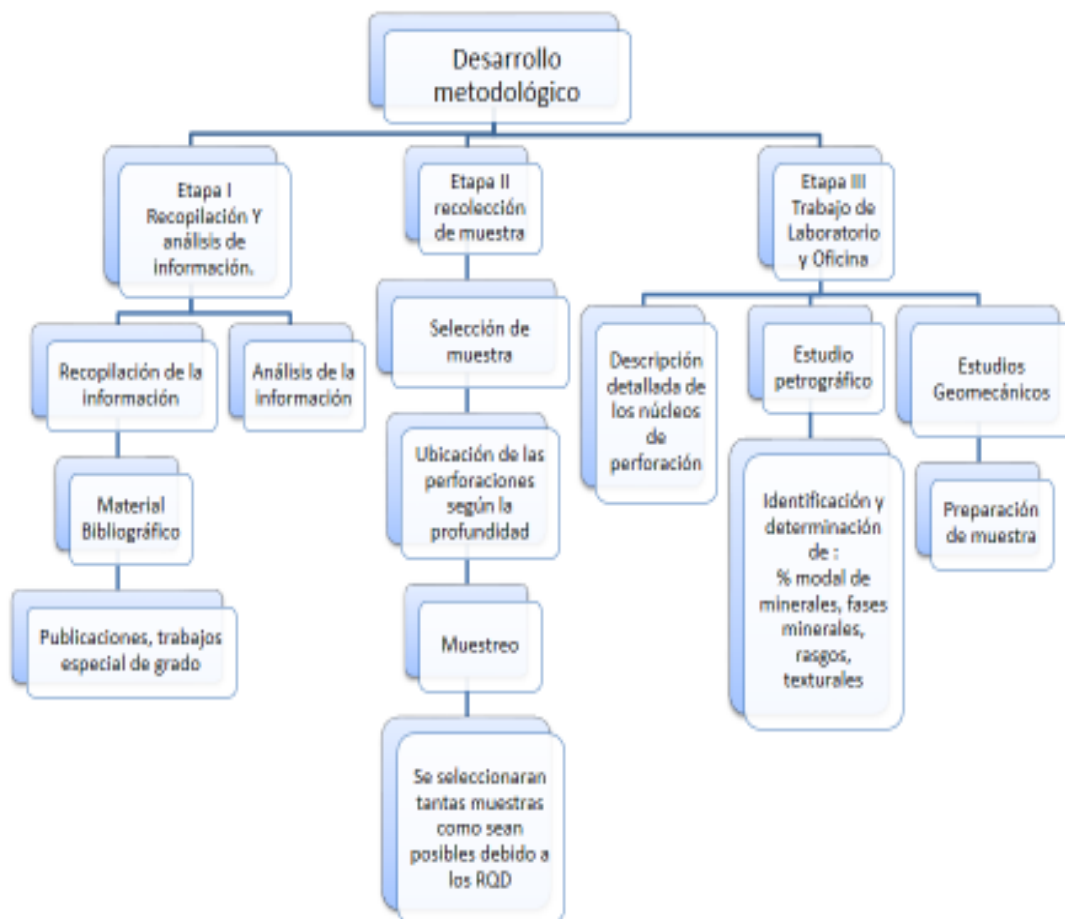 Desarrollo
metodológico
Etapa I
Recopilación Y
análisis de
información.
Recopilación de la
información
Material
Bibliográfico
Publicaciones, trabajos
especial de grado
Análisis de la
información
Etapa II
recolección
de muestra
Selección de
muestra
Ubicación de las
perforaciones
según la
profundidad
Muestreo
Se seleccionaran
tantas muestras
como sean
posibles debido a
los RQD
Etapa III
Trabajo de
Laboratorio
y Oficina
Descripción
detallada de
los núcleos
de
perforación
Estudio
petrográfico
Identificación y
determinación
de :
% modal de
minerales, fases
minerales,
rasgos,
texturales
Estudios
Geomecánicos
Preparación
de muestra